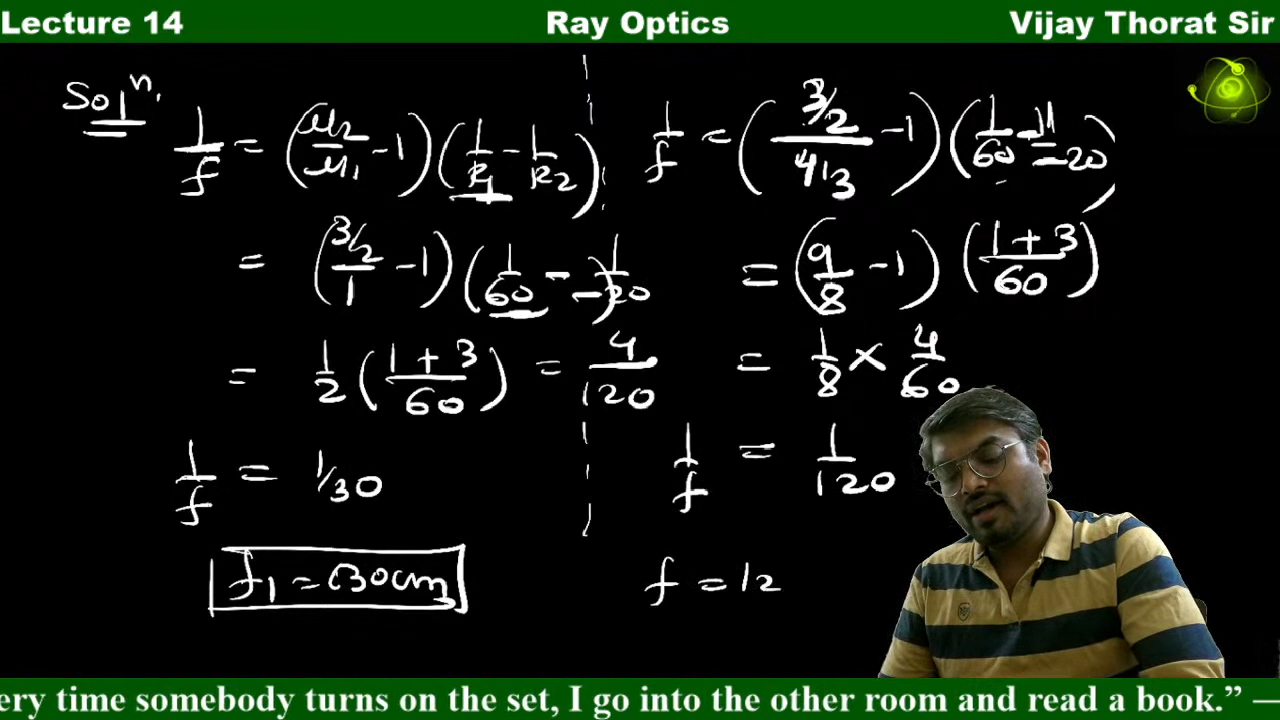 Lecture 14 Ray Optics Vijay Thorat Sir
Solⁿ.
1/f = (μ2/μ1 - 1) (1/R1 - 1/R2)
= (3/2/1 - 1) (1/60 - 1/-20)
= 1/2 (1 + 3/60) = 4/120
1/f = 1/30
f1 = 30cm
1/f = (3/2/4/3 - 1) (1/60 - 1/-20)
= (9/8 - 1) (1 + 3/60)
= 1/8 × 4/60
1/f = 1/120
f = 12
ery time somebody turns on the set, I go into the other room and read a book.” —